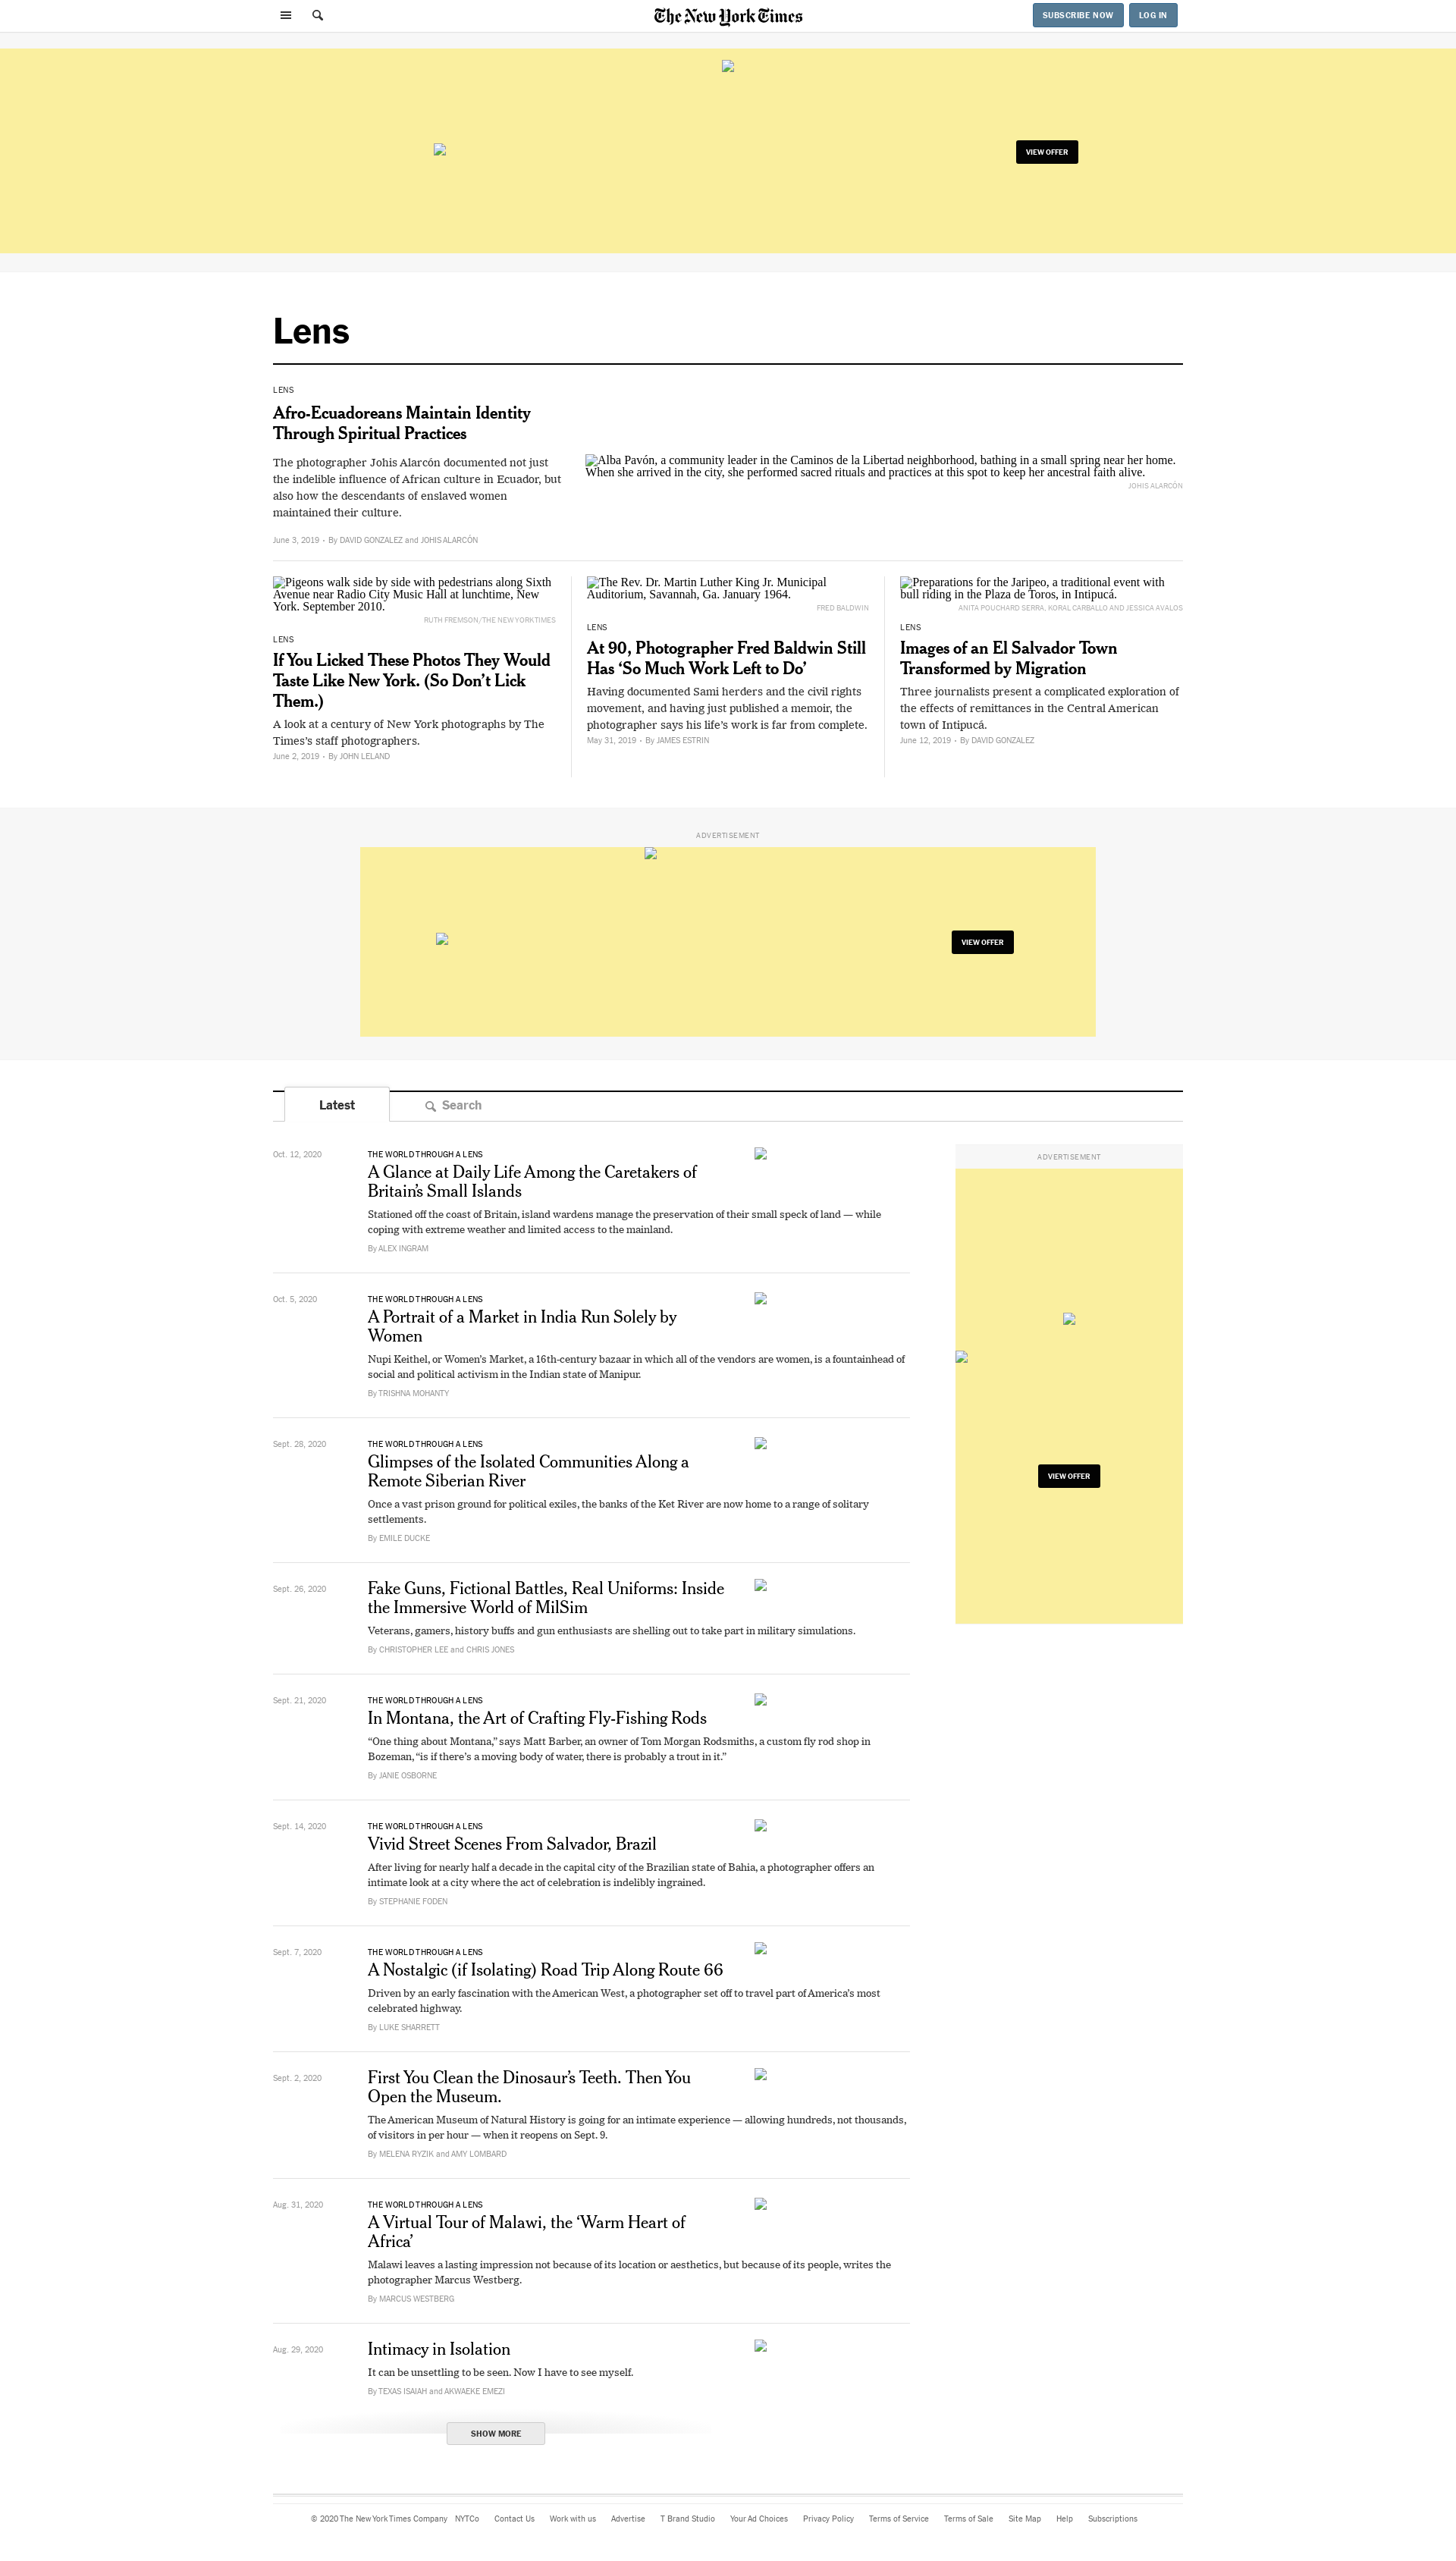 The New York Times
SUBSCRIBE NOW
LOG IN
VIEW OFFER
Lens
LENS
Afro-Ecuadoreans Maintain Identity
Through Spiritual Practices
The photographer Johis Alarcón documented not just
the indelible influence of African culture in Ecuador, but
also how the descendants of enslaved women
maintained their culture.
June 3, 2019 • By DAVID GONZALEZ and JOHIS ALARCÓN
Alba Pavón, a community leader in the Caminos de la Libertad neighborhood, bathing in a small spring near her home.
When she arrived in the city, she performed sacred rituals and practices at this spot to keep her ancestral faith alive.
JOHIS ALARCÓN
Pigeons walk side by side with pedestrians along Sixth
Avenue near Radio City Music Hall at lunchtime, New
York. September 2010.
RUTH FREMSON/THE NEW YORK TIMES
LENS
If You Licked These Photos They Would
Taste Like New York. (So Don’t Lick
Them.)
A look at a century of New York photographs by The
Times’s staff photographers.
June 2, 2019 • By JOHN LELAND
The Rev. Dr. Martin Luther King Jr. Municipal
Auditorium, Savannah, Ga. January 1964.
FRED BALDWIN
LENS
At 90, Photographer Fred Baldwin Still
Has ‘So Much Work Left to Do’
Having documented Sami herders and the civil rights
movement, and having just published a memoir, the
photographer says his life’s work is far from complete.
May 31, 2019 • By JAMES ESTRIN
Preparations for the Jaripeo, a traditional event with
bull riding in the Plaza de Toros, in Intipucá.
ANITA POUCHARD SERRA, KORAL CARBALLO AND JESSICA AVALOS
LENS
Images of an El Salvador Town
Transformed by Migration
Three journalists present a complicated exploration of
the effects of remittances in the Central American
town of Intipucá.
June 12, 2019 • By DAVID GONZALEZ
ADVERTISEMENT
VIEW OFFER
Latest
Search
Oct. 12, 2020
THE WORLD THROUGH A LENS
A Glance at Daily Life Among the Caretakers of
Britain’s Small Islands
Stationed off the coast of Britain, island wardens manage the preservation of their small speck of land — while
coping with extreme weather and limited access to the mainland.
By ALEX INGRAM
Oct. 5, 2020
THE WORLD THROUGH A LENS
A Portrait of a Market in India Run Solely by
Women
Nupi Keithel, or Women’s Market, a 16th-century bazaar in which all of the vendors are women, is a fountainhead of
social and political activism in the Indian state of Manipur.
By TRISHNA MOHANTY
Sept. 28, 2020
THE WORLD THROUGH A LENS
Glimpses of the Isolated Communities Along a
Remote Siberian River
Once a vast prison ground for political exiles, the banks of the Ket River are now home to a range of solitary
settlements.
By EMILE DUCKE
Sept. 26, 2020
Fake Guns, Fictional Battles, Real Uniforms: Inside
the Immersive World of MilSim
Veterans, gamers, history buffs and gun enthusiasts are shelling out to take part in military simulations.
By CHRISTOPHER LEE and CHRIS JONES
Sept. 21, 2020
THE WORLD THROUGH A LENS
In Montana, the Art of Crafting Fly-Fishing Rods
“One thing about Montana,” says Matt Barber, an owner of Tom Morgan Rodsmiths, a custom fly rod shop in
Bozeman, “is if there’s a moving body of water, there is probably a trout in it.”
By JANIE OSBORNE
Sept. 14, 2020
THE WORLD THROUGH A LENS
Vivid Street Scenes From Salvador, Brazil
After living for nearly half a decade in the capital city of the Brazilian state of Bahia, a photographer offers an
intimate look at a city where the act of celebration is indelibly ingrained.
By STEPHANIE FODEN
Sept. 7, 2020
THE WORLD THROUGH A LENS
A Nostalgic (if Isolating) Road Trip Along Route 66
Driven by an early fascination with the American West, a photographer set off to travel part of America’s most
celebrated highway.
By LUKE SHARRETT
Sept. 2, 2020
First You Clean the Dinosaur’s Teeth. Then You
Open the Museum.
The American Museum of Natural History is going for an intimate experience — allowing hundreds, not thousands,
of visitors in per hour — when it reopens on Sept. 9.
By MELENA RYZIK and AMY LOMBARD
Aug. 31, 2020
THE WORLD THROUGH A LENS
A Virtual Tour of Malawi, the ‘Warm Heart of
Africa’
Malawi leaves a lasting impression not because of its location or aesthetics, but because of its people, writes the
photographer Marcus Westberg.
By MARCUS WESTBERG
Aug. 29, 2020
Intimacy in Isolation
It can be unsettling to be seen. Now I have to see myself.
By TEXAS ISAIAH and AKWAEKE EMEZI
SHOW MORE
ADVERTISEMENT
VIEW OFFER
© 2020 The New York Times Company NYTCo Contact Us Work with us Advertise T Brand Studio Your Ad Choices Privacy Policy Terms of Service Terms of Sale Site Map Help Subscriptions